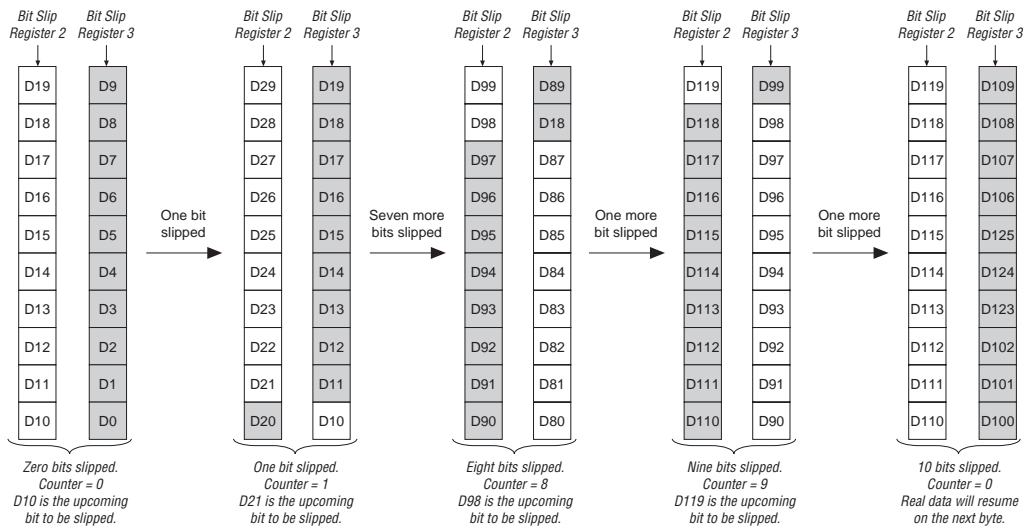 Bit Slip Register 2
Bit Slip Register 3
D19 D9
D18 D8
D17 D7
D16 D6
D15 D5
D14 D4
D13 D3
D12 D2
D11 D1
D10 D0
Zero bits slipped.
Counter = 0
D10 is the upcoming
bit to be slipped.
One bit
slipped
Bit Slip Register 2
Bit Slip Register 3
D29 D19
D28 D18
D27 D17
D26 D16
D25 D15
D24 D14
D23 D13
D22 D12
D21 D11
D20 D10
One bit slipped.
Counter = 1
D21 is the upcoming
bit to be slipped.
Seven more
bits slipped
Bit Slip Register 2
Bit Slip Register 3
D99 D89
D98 D18
D97 D87
D96 D86
D95 D85
D94 D84
D93 D83
D92 D82
D91 D81
D90 D80
Eight bits slipped.
Counter = 8
D98 is the upcoming
bit to be slipped.
One more
bit slipped
Bit Slip Register 2
Bit Slip Register 3
D119 D99
D118 D98
D117 D97
D116 D96
D115 D95
D114 D94
D113 D93
D112 D92
D111 D91
D110 D90
Nine bits slipped.
Counter = 9
D119 is the upcoming
bit to be slipped.
One more
bit slipped
Bit Slip Register 2
Bit Slip Register 3
D119 D109
D118 D108
D117 D107
D116 D106
D115 D125
D114 D124
D113 D123
D112 D102
D111 D101
D110 D100
10 bits slipped.
Counter = 0
Real data will resume
on the next byte.